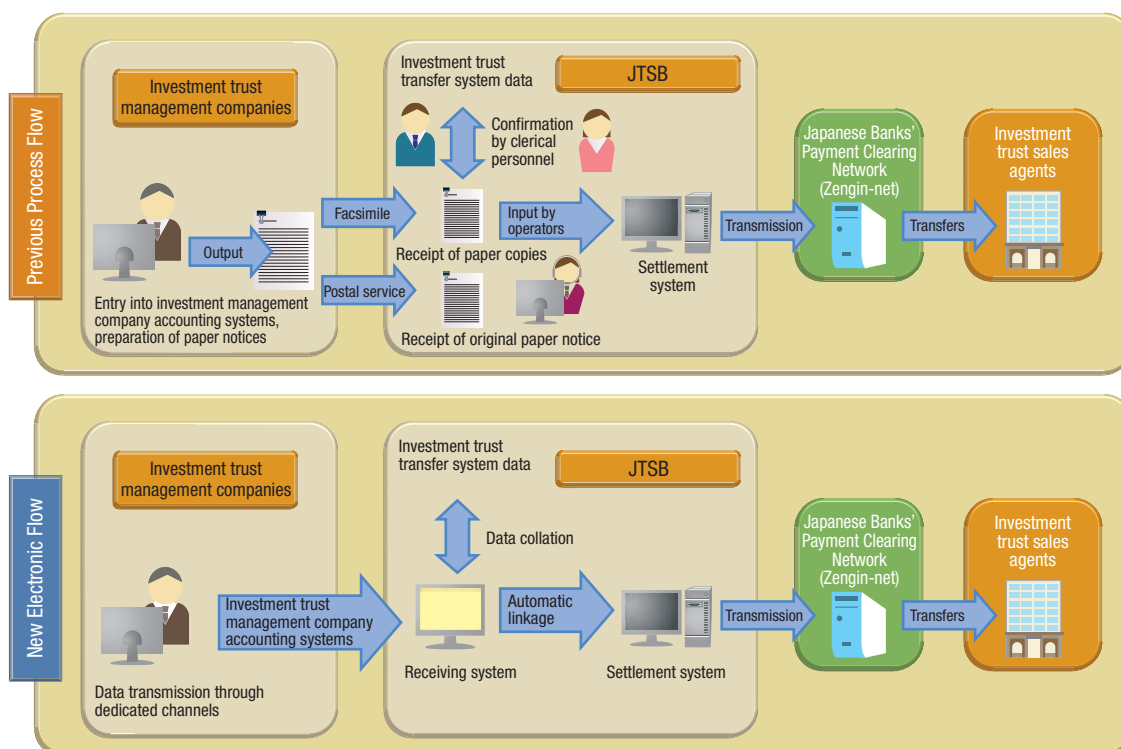 Previous Process Flow
Investment trust
management companies
Output
Entry into investment management
company accounting systems,
preparation of paper notices
Facsimile
Postal service
Investment trust
transfer system data
JTSB
Confirmation
by clerical
personnel
Receipt of paper copies
Input by
operators
Receipt of original paper notice
Settlement
system
Transmission
Japanese Banks'
Payment Clearing
Network
(Zengin-net)
Transfers
Investment
trust sales
agents
New Electronic Flow
Investment trust
management companies
Data transmission through
dedicated channels
Investment trust
management company
accounting systems
Investment trust
transfer system data
JTSB
Data collation
Receiving system
Automatic
linkage
Settlement system
Transmission
Japanese Banks'
Payment Clearing
Network
(Zengin-net)
Transfers
Investment
trust sales
agents